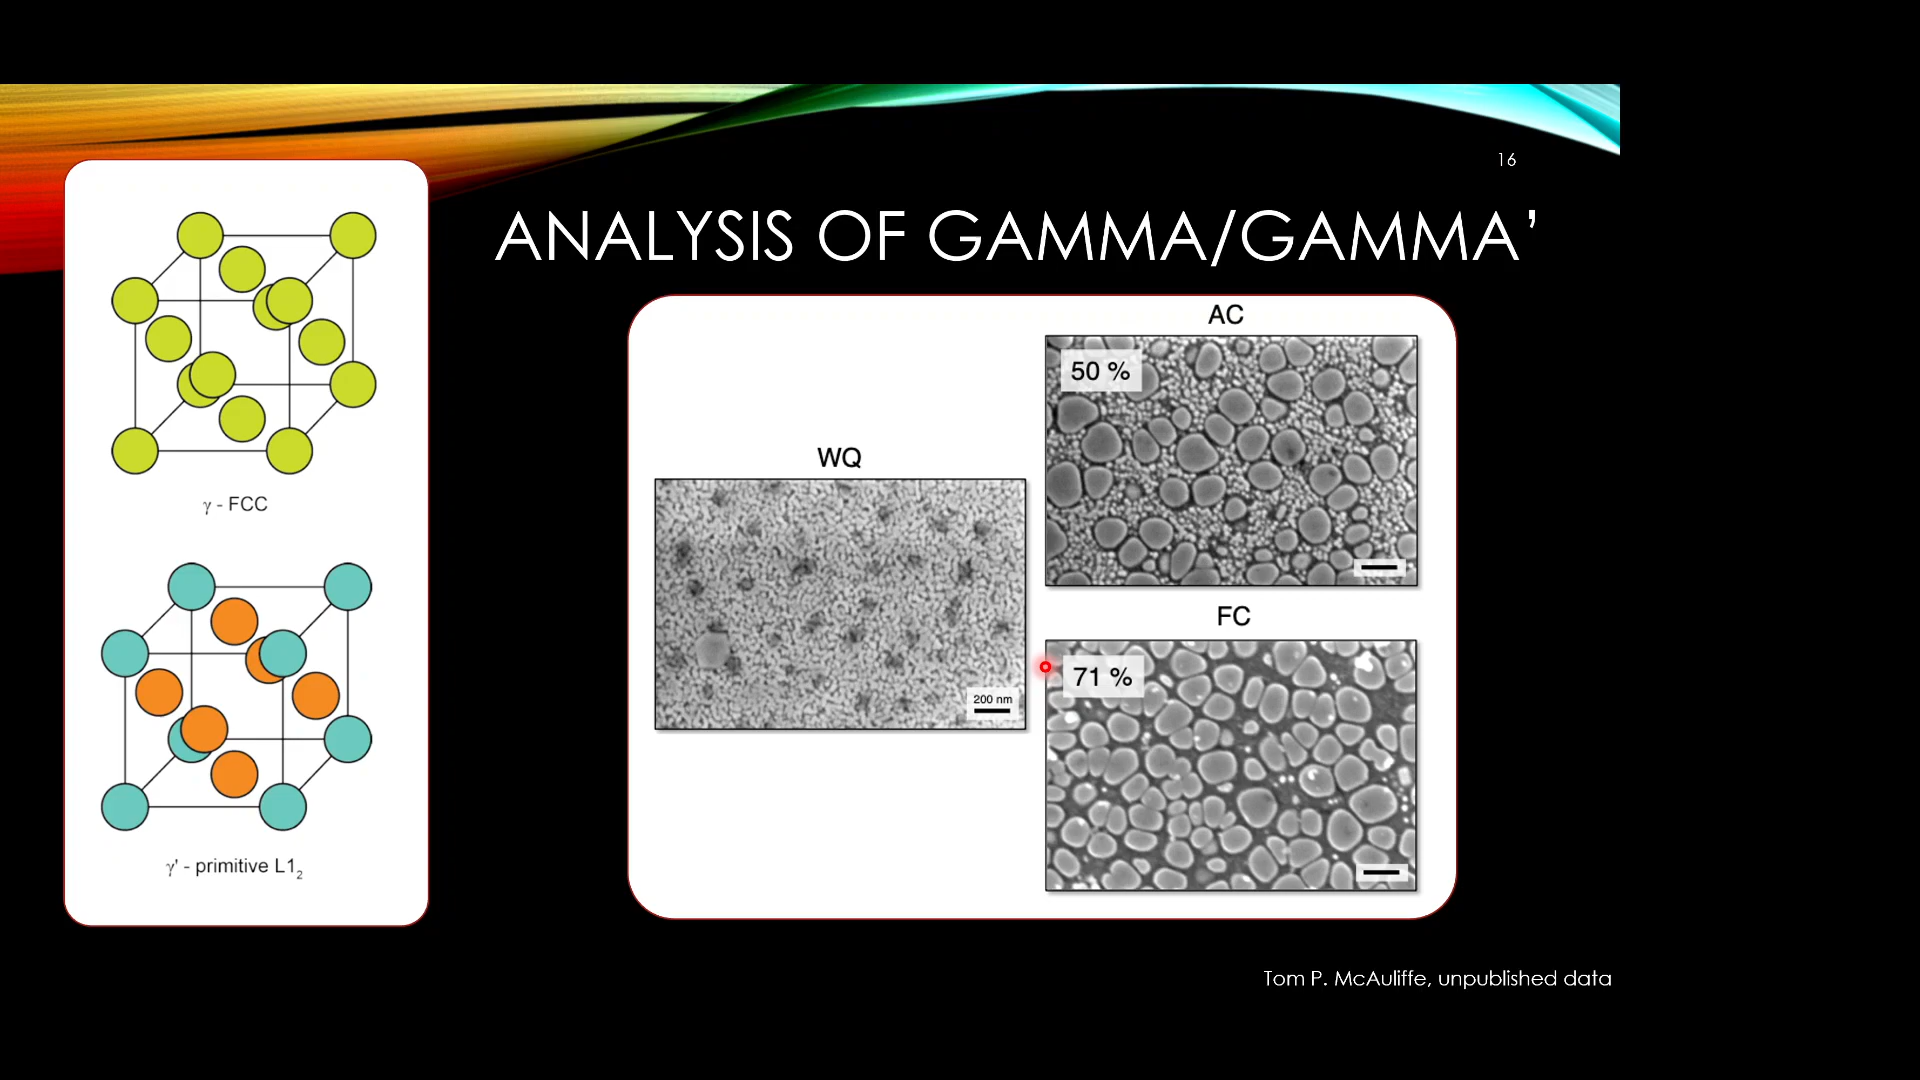 16
ANALYSIS OF GAMMA/GAMMA’
γ - FCC
γ' - primitive L1₂
WQ
200 nm
AC
50 %
FC
71 %
Tom P. McAuliffe, unpublished data